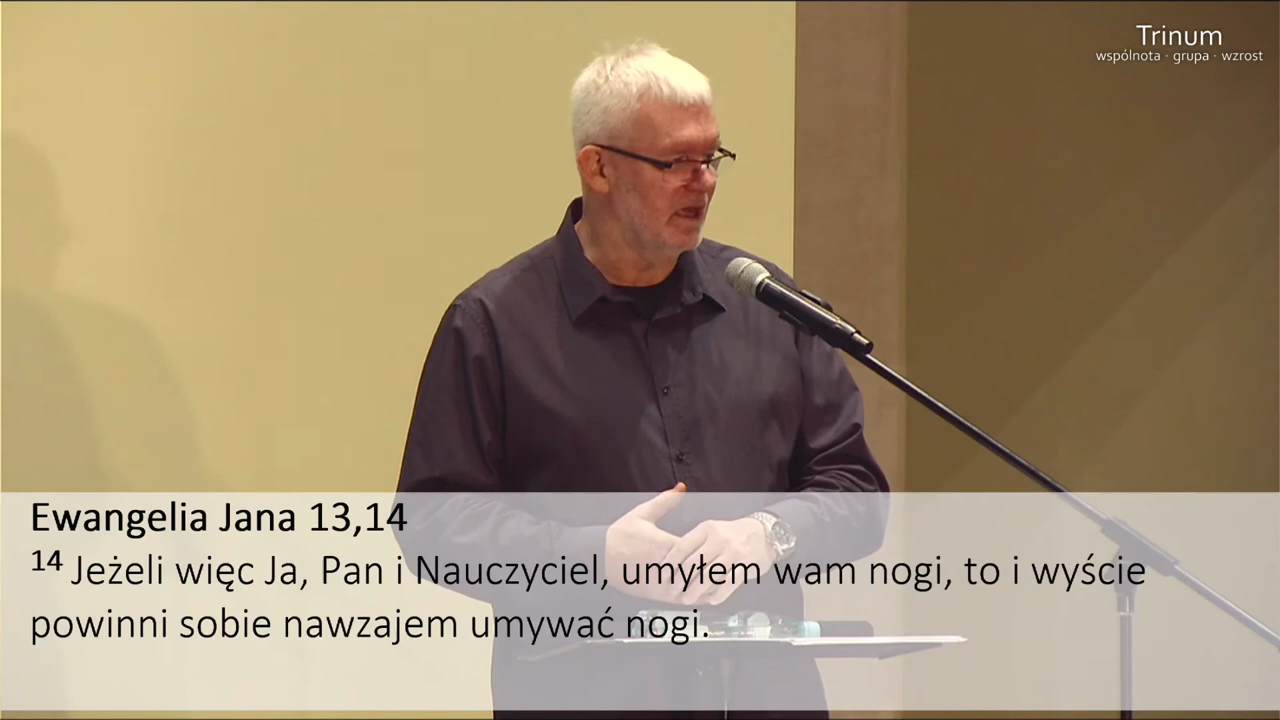 Trinum
wspólnota · grupa · wzrost
Ewangelia Jana 13,14
14 Jeżeli więc Ja, Pan i Nauczyciel, umyłem wam nogi, to i wyście
powinni sobie nawzajem umywać nogi.